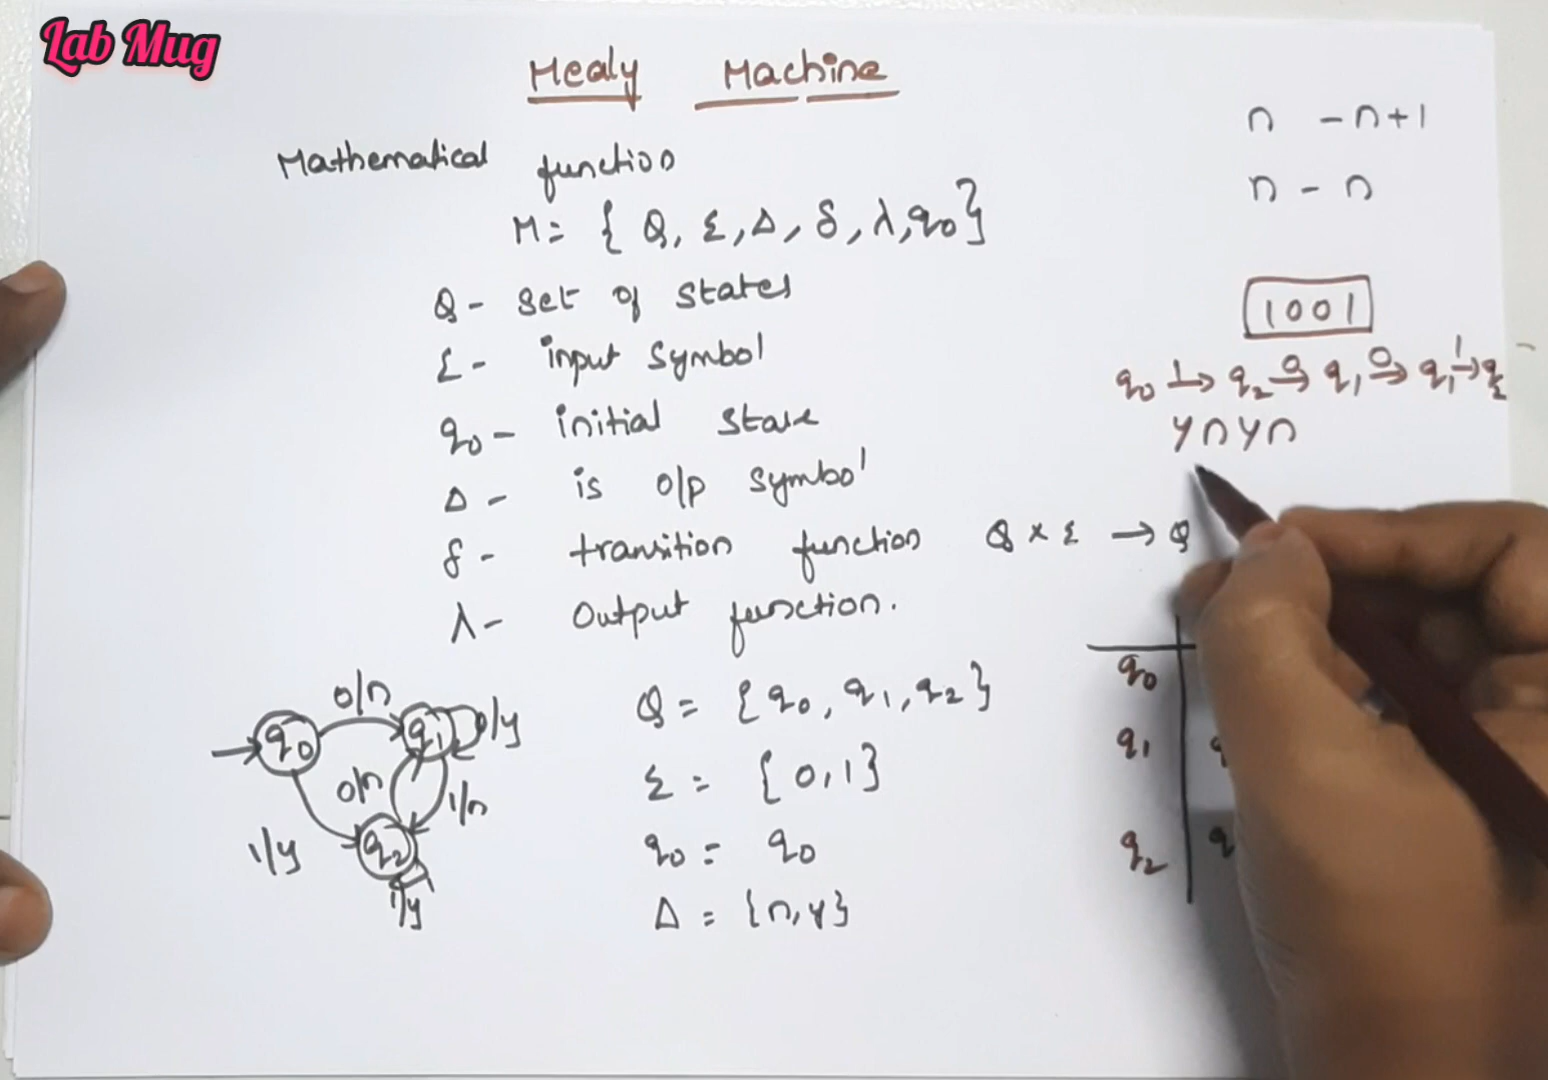 Lab Mug
Mealy Machine
n - n+1
n - n
Mathematical function
M = { Q, Σ, Δ, δ, λ, q0 }
Q - set of states
Σ - input symbol
q0 - initial state
Δ - is o/p symbol
δ - transition function Q × Σ → Q
λ - Output function.
1001
q0 1→ q2 0→ q1 0→ q1 1→ q2
y n y n
0/n
q0
q1
0/y
0/n
1/n
1/y
q2
1/y
Q = {q0, q1, q2}
Σ = {0,1}
q0 = q0
Δ = {n,y}
q0
q1 q
q2 q